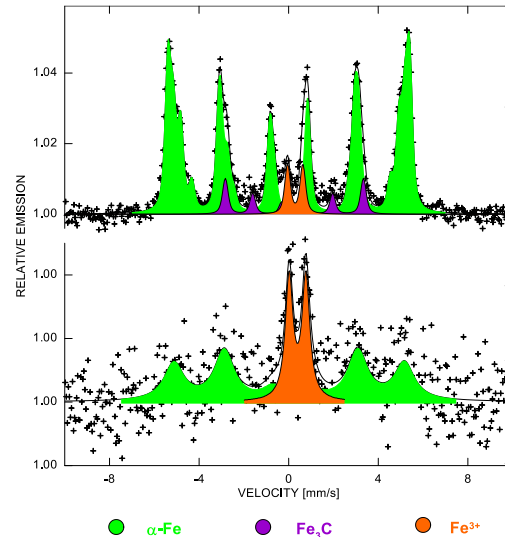 1.04
1.02
1.00
RELATIVE EMISSION
1.00
1.00
1.00
1.00
-8 -4 0 4 8
VELOCITY [mm/s]
α-Fe Fe₃C Fe³⁺